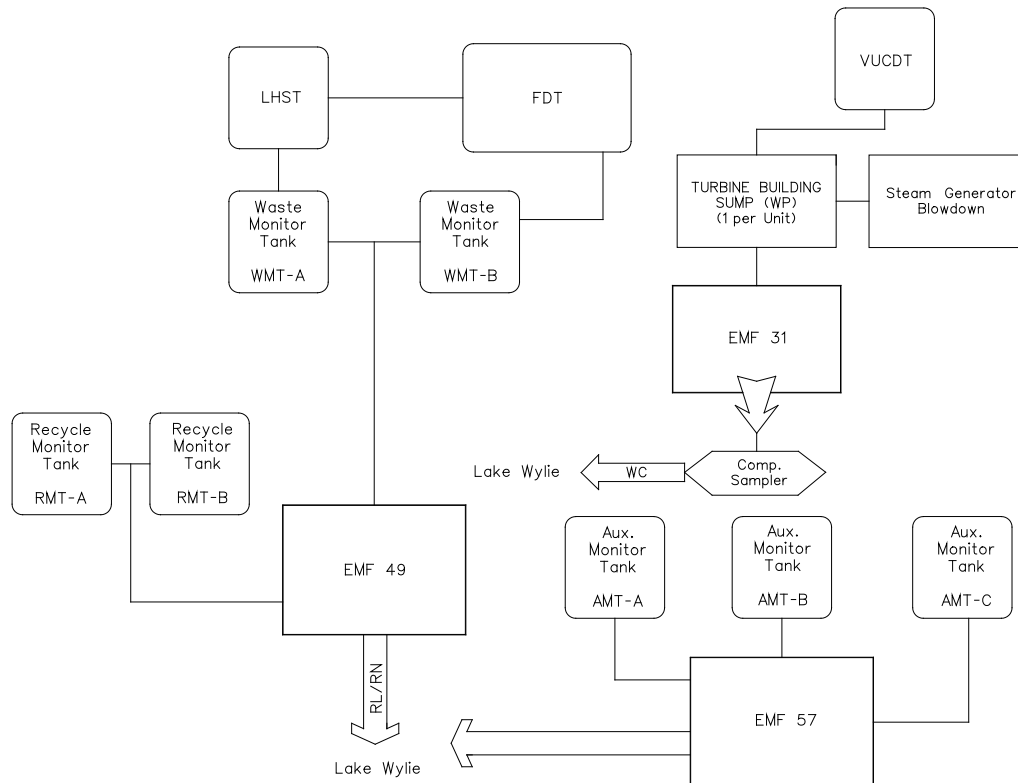 VUCDT
LHST
FDT
TURBINE BUILDING
SUMP (WP)
(1 per Unit)
Steam Generator
Blowdown
Waste
Monitor
Tank
WMT-A
Waste
Monitor
Tank
WMT-B
EMF 31
Recycle
Monitor
Tank
RMT-A
Recycle
Monitor
Tank
RMT-B
Lake Wylie
WC
Comp.
Sampler
EMF 49
Aux.
Monitor
Tank
AMT-A
Aux.
Monitor
Tank
AMT-B
Aux.
Monitor
Tank
AMT-C
RL/RN
EMF 57
Lake Wylie